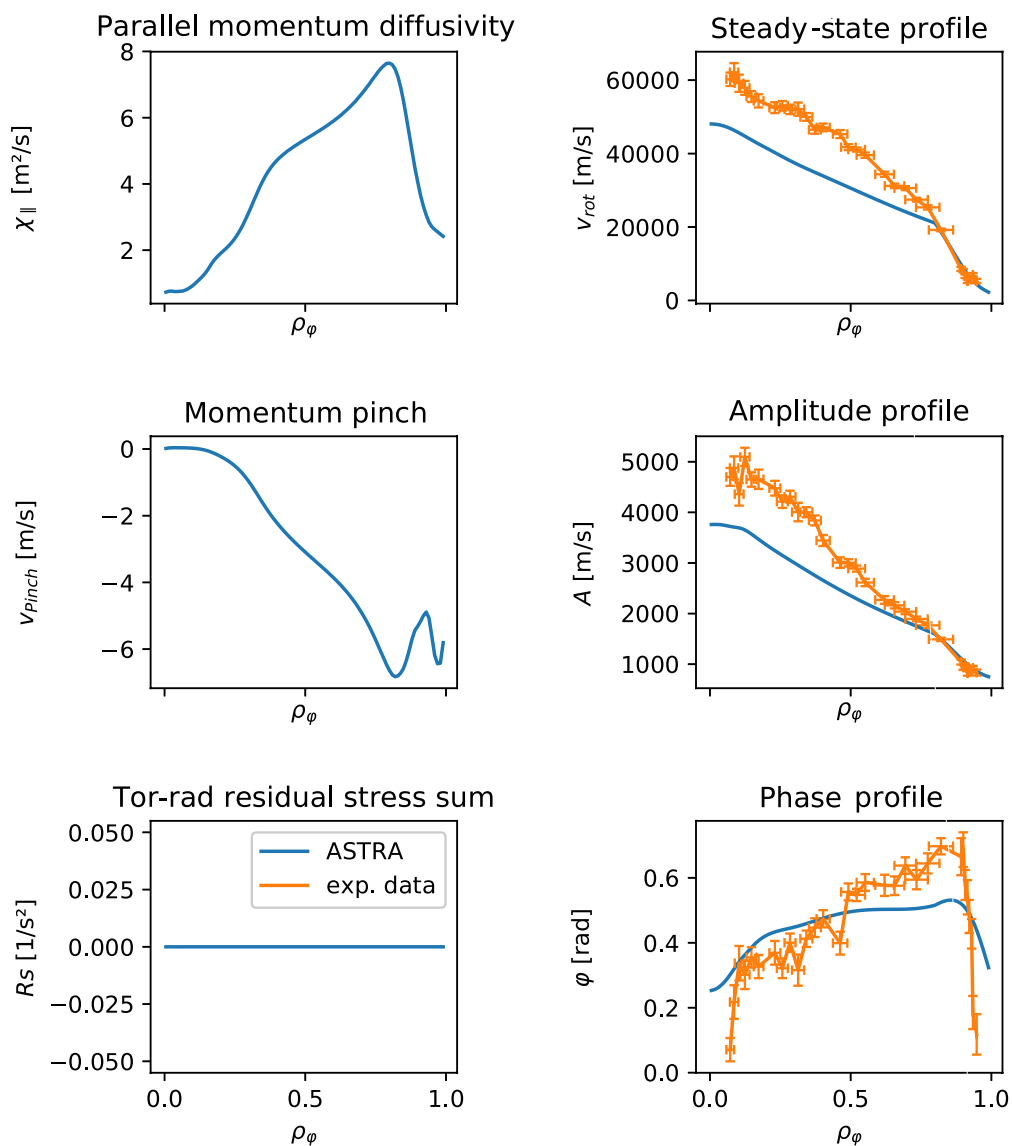 Parallel momentum diffusivity
8
6
4
2
χ∥ [m²/s]
ρφ
Steady-state profile
60000
40000
20000
0
vrot [m/s]
ρφ
Momentum pinch
0
−2
−4
−6
vPinch [m/s]
ρφ
Amplitude profile
5000
4000
3000
2000
1000
A [m/s]
ρφ
Tor-rad residual stress sum
0.050
0.025
0.000
−0.025
−0.050
Rs [1/s²]
ASTRA
exp. data
0.0 0.5 1.0
ρφ
Phase profile
0.6
0.4
0.2
0.0
φ [rad]
0.0 0.5 1.0
ρφ